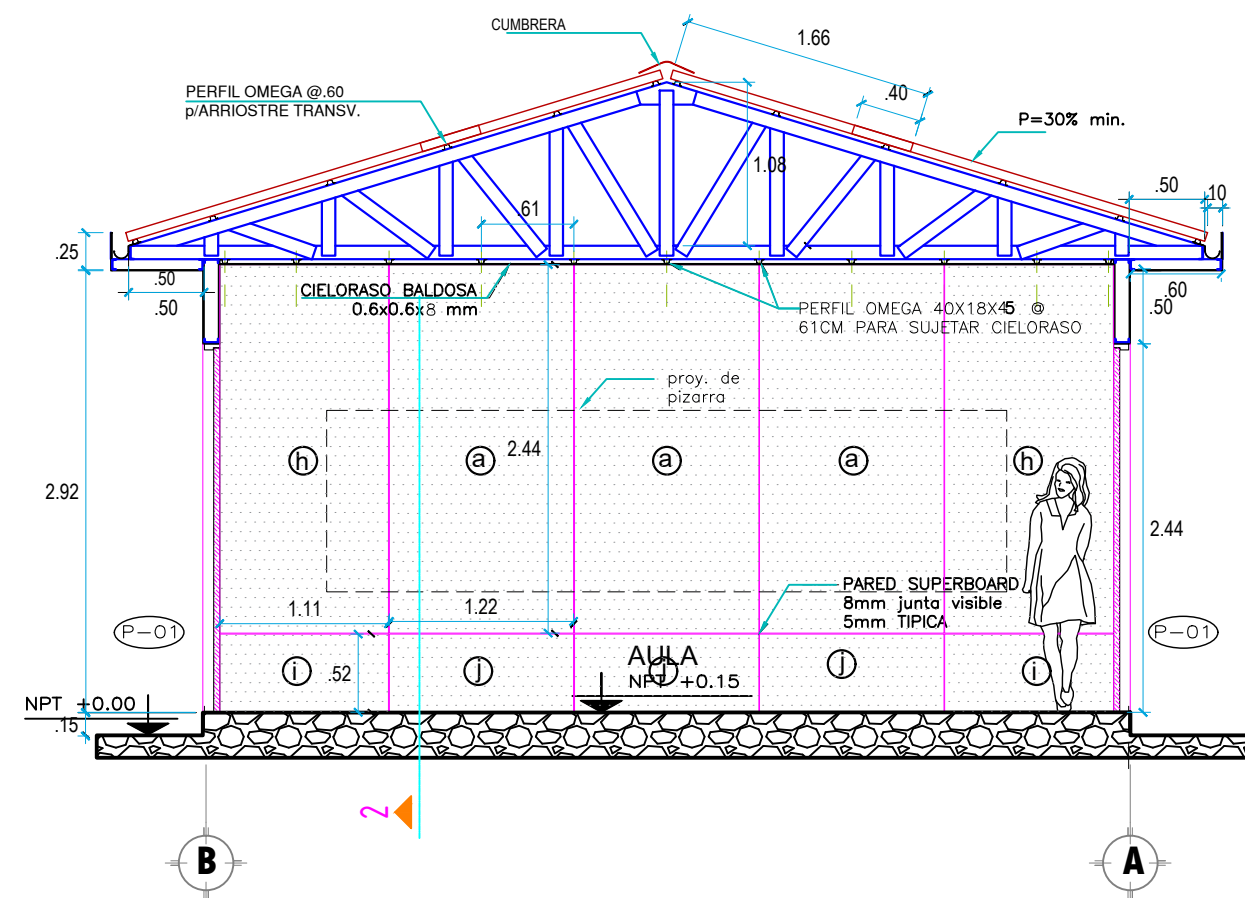 CUMBRERA
1.66
PERFIL OMEGA @.60
p/ARRIOSTRE TRANSV.
.40
P=30% min.
1.08
.50
.10
.61
.25
.50
.50
CIELORASO BALDOSA
0.6x0.6x8 mm
PERFIL OMEGA 40X18X45 @
61CM PARA SUJETAR CIELORASO
.60
.50
proy. de
pizarra
h
a
2.44
a
a
h
2.92
2.44
PARED SUPERBOARD
8mm junta visible
5mm TIPICA
1.11
1.22
P-01
P-01
AULA
i
.52
j
j
j
i
NPT +0.15
NPT +0.00
.15
2
B
A